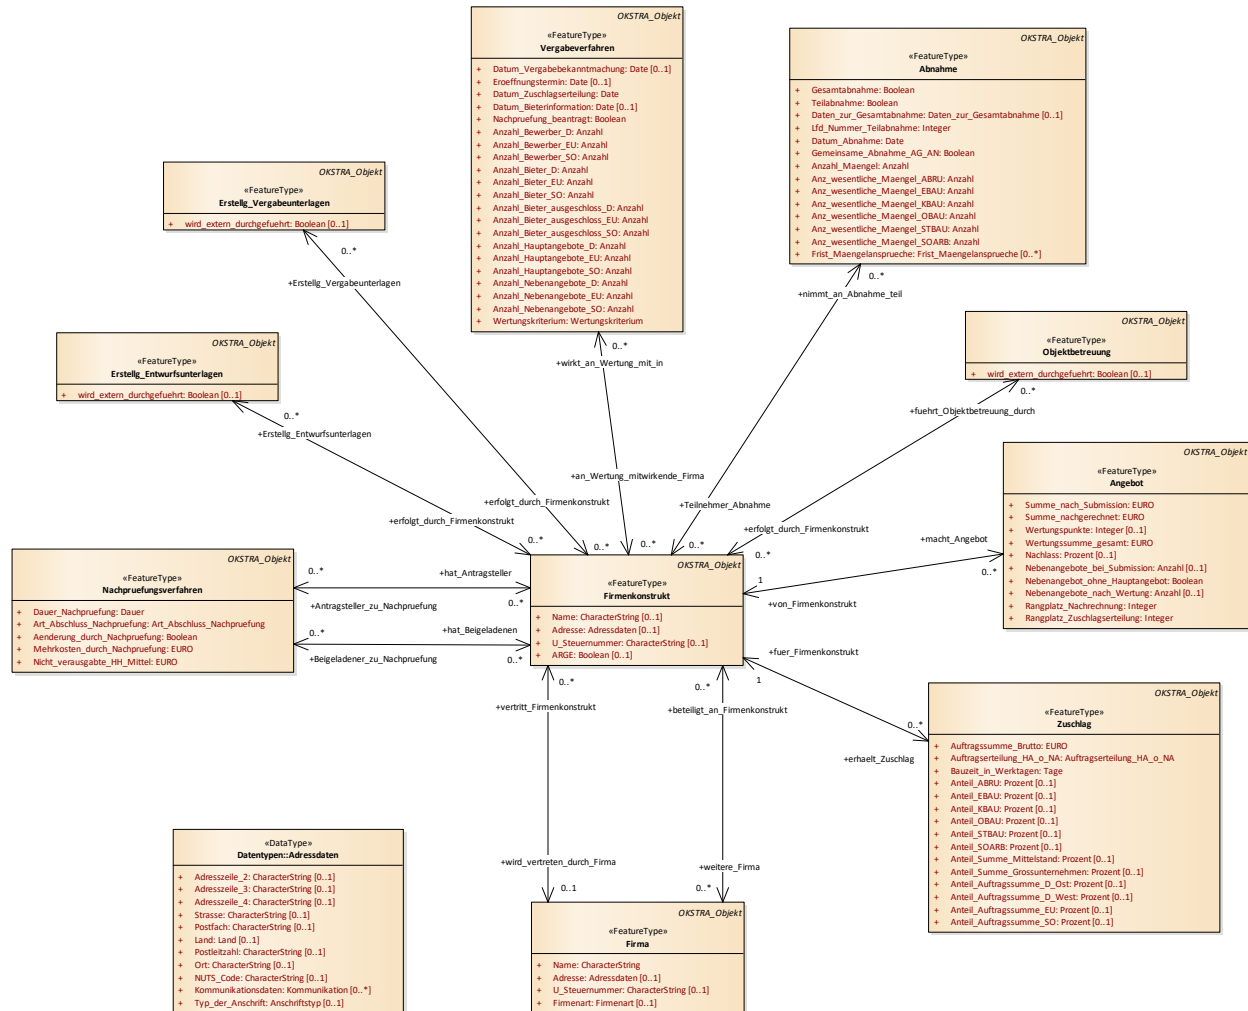 OKSTRA_Objekt
«FeatureType»
Vergabeverfahren
+ Datum_Vergabebekanntmachung: Date [0..1]
+ Eroeffnungstermin: Date [0..1]
+ Datum_Zuschlagserteilung: Date
+ Datum_Bieterinformation: Date [0..1]
+ Nachpruefung_beantragt: Boolean
+ Anzahl_Bewerber_D: Anzahl
+ Anzahl_Bewerber_EU: Anzahl
+ Anzahl_Bewerber_SO: Anzahl
+ Anzahl_Bieter_D: Anzahl
+ Anzahl_Bieter_EU: Anzahl
+ Anzahl_Bieter_SO: Anzahl
+ Anzahl_Bieter_ausgeschloss_D: Anzahl
+ Anzahl_Bieter_ausgeschloss_EU: Anzahl
+ Anzahl_Bieter_ausgeschloss_SO: Anzahl
+ Anzahl_Hauptangebote_D: Anzahl
+ Anzahl_Hauptangebote_EU: Anzahl
+ Anzahl_Hauptangebote_SO: Anzahl
+ Anzahl_Nebenangebote_D: Anzahl
+ Anzahl_Nebenangebote_EU: Anzahl
+ Anzahl_Nebenangebote_SO: Anzahl
+ Wertungskriterium: Wertungskriterium
OKSTRA_Objekt
«FeatureType»
Abnahme
+ Gesamtabnahme: Boolean
+ Teilabnahme: Boolean
+ Daten_zur_Gesamtabnahme: Daten_zur_Gesamtabnahme [0..1]
+ Lfd_Nummer_Teilabnahme: Integer
+ Datum_Abnahme: Date
+ Gemeinsame_Abnahme_AG_AN: Boolean
+ Anzahl_Maengel: Anzahl
+ Anz_wesentliche_Maengel_ABRU: Anzahl
+ Anz_wesentliche_Maengel_EBAU: Anzahl
+ Anz_wesentliche_Maengel_KBAU: Anzahl
+ Anz_wesentliche_Maengel_OBAU: Anzahl
+ Anz_wesentliche_Maengel_STBAU: Anzahl
+ Anz_wesentliche_Maengel_SOARB: Anzahl
+ Frist_Maengelansprueche: Frist_Maengelansprueche [0..*]
OKSTRA_Objekt
«FeatureType»
Erstellg_Vergabeunterlagen
+ wird_extern_durchgefuehrt: Boolean [0..1]
0..*
+Erstellg_Vergabeunterlagen
0..*
+nimmt_an_Abnahme_teil
OKSTRA_Objekt
«FeatureType»
Objektbetreuung
+ wird_extern_durchgefuehrt: Boolean [0..1]
0..*
+fuehrt_Objektbetreuung_durch
OKSTRA_Objekt
«FeatureType»
Erstellg_Entwurfsunterlagen
+ wird_extern_durchgefuehrt: Boolean [0..1]
0..*
+Erstellg_Entwurfsunterlagen
0..*
+wirkt_an_Wertung_mit_in
+an_Wertung_mitwirkende_Firma
+erfolgt_durch_Firmenkonstrukt
+Teilnehmer_Abnahme
+erfolgt_durch_Firmenkonstrukt
+erfolgt_durch_Firmenkonstrukt
0..*
0..*
0..*
0..*
0..*
OKSTRA_Objekt
«FeatureType»
Angebot
+ Summe_nach_Submission: EURO
+ Summe_nachgerechnet: EURO
+ Wertungspunkte: Integer [0..1]
+ Wertungssumme_gesamt: EURO
+ Nachlass: Prozent [0..1]
+ Nebenangebote_bei_Submission: Anzahl [0..1]
+ Nebenangebot_ohne_Hauptangebot: Boolean
+ Nebenangebote_nach_Wertung: Anzahl [0..1]
+ Rangplatz_Nachrechnung: Integer
+ Rangplatz_Zuschlagserteilung: Integer
+macht_Angebot
0..*
1
+von_Firmenkonstrukt
OKSTRA_Objekt
«FeatureType»
Nachpruefungsverfahren
+ Dauer_Nachpruefung: Dauer
+ Art_Abschluss_Nachpruefung: Art_Abschluss_Nachpruefung
+ Aenderung_durch_Nachpruefung: Boolean
+ Mehrkosten_durch_Nachpruefung: EURO
+ Nicht_verausgabte_HH_Mittel: EURO
0..*
+hat_Antragsteller
+Antragsteller_zu_Nachpruefung
0..*
0..*
+hat_Beigeladenen
+Beigeladener_zu_Nachpruefung
0..*
OKSTRA_Objekt
«FeatureType»
Firmenkonstrukt
+ Name: CharacterString [0..1]
+ Adresse: Adressdaten [0..1]
+ U_Steuernummer: CharacterString [0..1]
+ ARGE: Boolean [0..1]
+fuer_Firmenkonstrukt
1
0..*
+erhaelt_Zuschlag
0..*
+vertritt_Firmenkonstrukt
0..*
+beteiligt_an_Firmenkonstrukt
OKSTRA_Objekt
«FeatureType»
Zuschlag
+ Auftragssumme_Brutto: EURO
+ Auftragserteilung_HA_o_NA: Auftragserteilung_HA_o_NA
+ Bauzeit_in_Werktagen: Tage
+ Anteil_ABRU: Prozent [0..1]
+ Anteil_EBAU: Prozent [0..1]
+ Anteil_KBAU: Prozent [0..1]
+ Anteil_OBAU: Prozent [0..1]
+ Anteil_STBAU: Prozent [0..1]
+ Anteil_SOARB: Prozent [0..1]
+ Anteil_Summe_Mittelstand: Prozent [0..1]
+ Anteil_Summe_Grossunternehmen: Prozent [0..1]
+ Anteil_Auftragssumme_D_Ost: Prozent [0..1]
+ Anteil_Auftragssumme_D_West: Prozent [0..1]
+ Anteil_Auftragssumme_EU: Prozent [0..1]
+ Anteil_Auftragssumme_SO: Prozent [0..1]
«DataType»
Datentypen::Adressdaten
+ Adresszeile_2: CharacterString [0..1]
+ Adresszeile_3: CharacterString [0..1]
+ Adresszeile_4: CharacterString [0..1]
+ Strasse: CharacterString [0..1]
+ Postfach: CharacterString [0..1]
+ Land: Land [0..1]
+ Postleitzahl: CharacterString [0..1]
+ Ort: CharacterString [0..1]
+ NUTS_Code: CharacterString [0..1]
+ Kommunikationsdaten: Kommunikation [0..*]
+ Typ_der_Anschrift: Anschriftstyp [0..1]
+wird_vertreten_durch_Firma
0..1
+weitere_Firma
0..*
OKSTRA_Objekt
«FeatureType»
Firma
+ Name: CharacterString
+ Adresse: Adressdaten [0..1]
+ U_Steuernummer: CharacterString [0..1]
+ Firmenart: Firmenart [0..1]